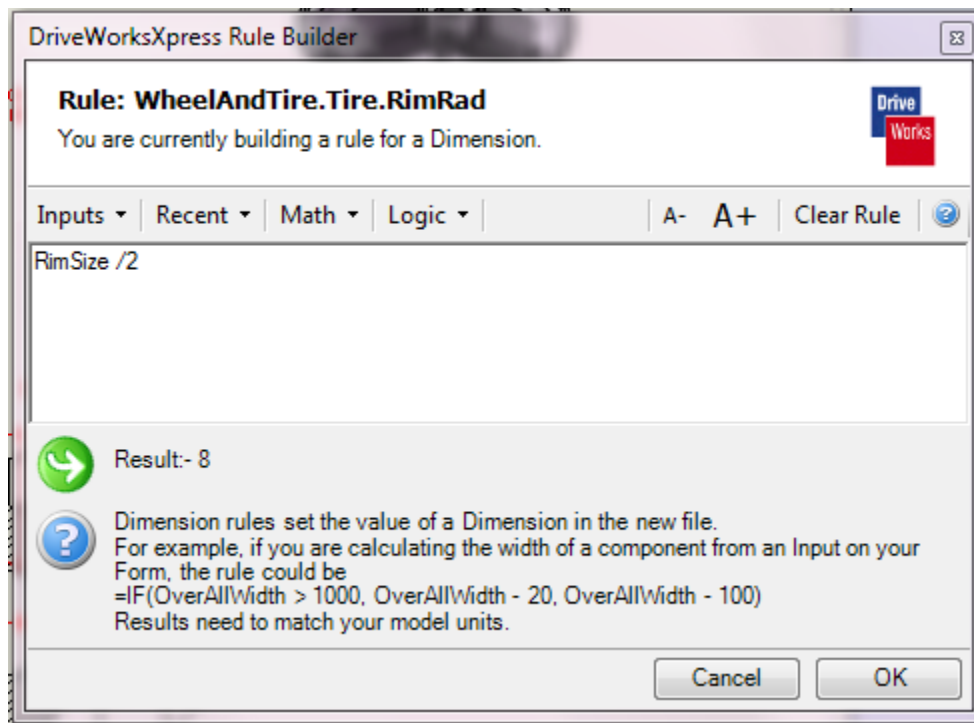 DriveWorksXpress Rule Builder
Rule: WheelAndTire.Tire.RimRad
You are currently building a rule for a Dimension.
Drive
Works
Inputs Recent Math Logic A- A+ Clear Rule ?
RimSize /2
Result:- 8
? Dimension rules set the value of a Dimension in the new file.
For example, if you are calculating the width of a component from an Input on your
Form, the rule could be
=IF(OverAllWidth > 1000, OverAllWidth - 20, OverAllWidth - 100)
Results need to match your model units.
Cancel OK